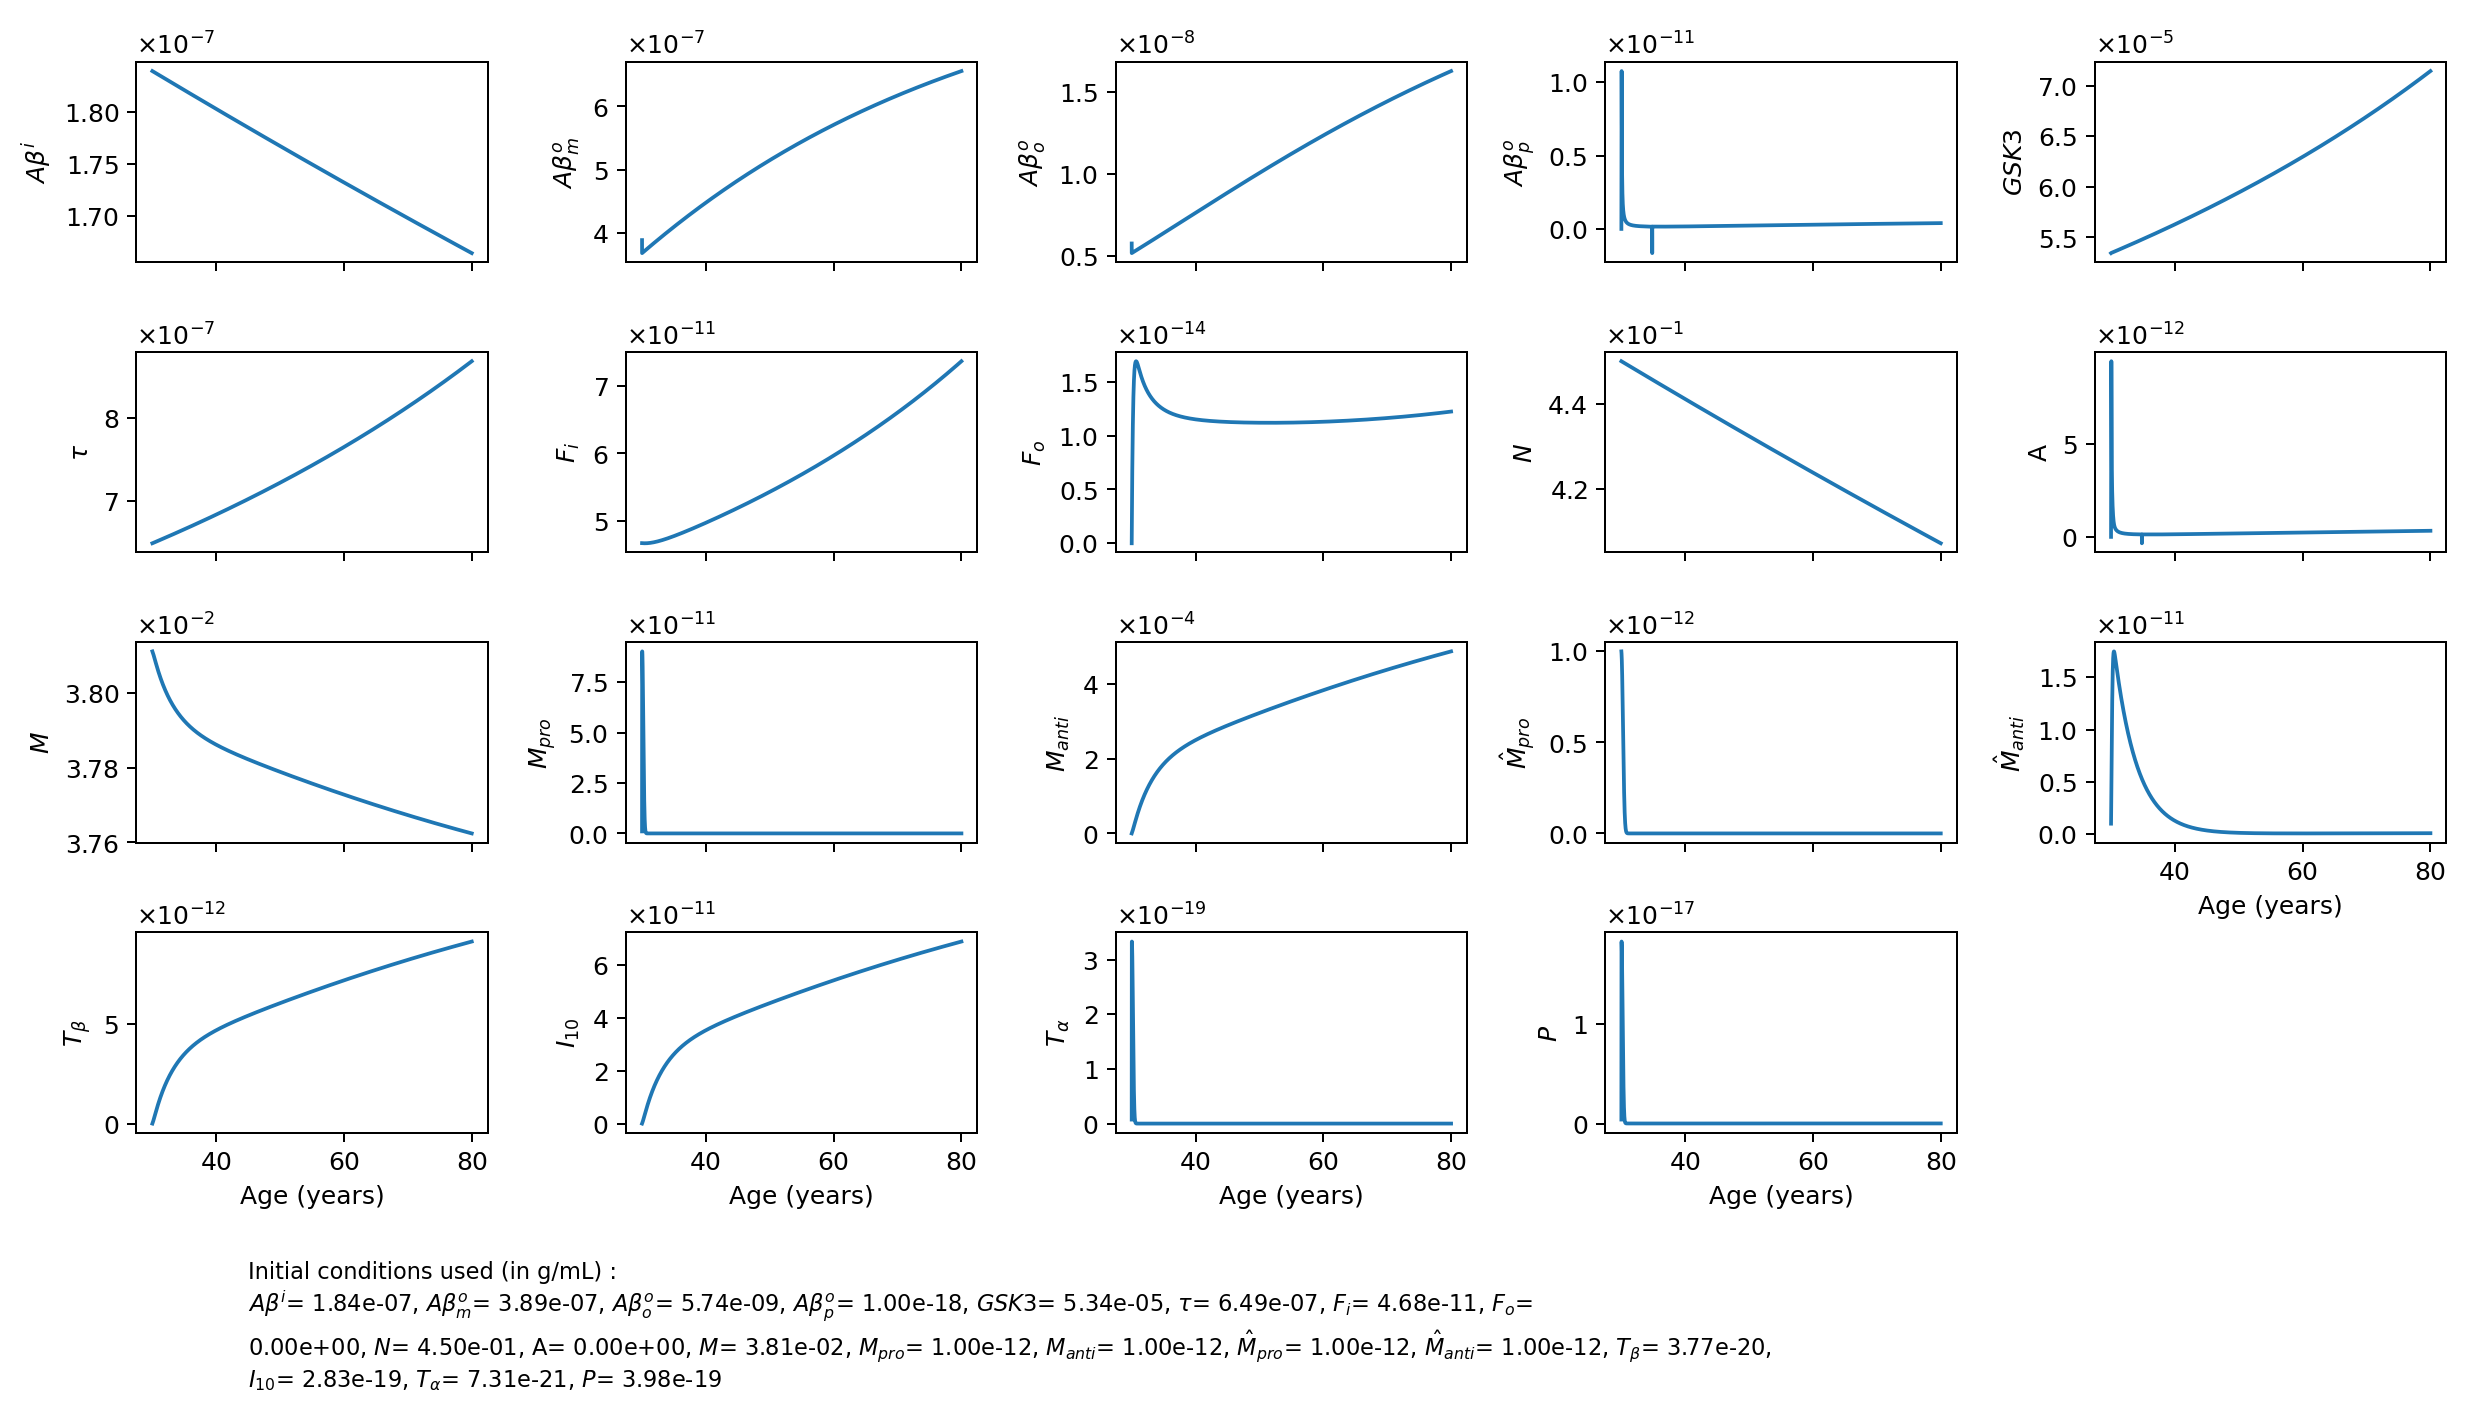 ×10⁻⁷ ×10⁻⁷ ×10⁻⁸ ×10⁻¹¹ ×10⁻⁵
Aβⁱ 1.80 1.75 1.70
Aβₘᵒ 6 5 4
Aβₒᵒ 1.5 1.0 0.5
Aβₚᵒ 1.0 0.5 0.0
GSK3 7.0 6.5 6.0 5.5
×10⁻⁷ ×10⁻¹¹ ×10⁻¹⁴ ×10⁻¹ ×10⁻¹²
τ 8 7
Fᵢ 7 6 5
Fₒ 1.5 1.0 0.5 0.0
N 4.4 4.2
A 5 0
×10⁻² ×10⁻¹¹ ×10⁻⁴ ×10⁻¹² ×10⁻¹¹
M 3.80 3.78 3.76
M_pro 7.5 5.0 2.5 0.0
M_anti 4 2 0
M̂_pro 1.0 0.5 0.0
M̂_anti 1.5 1.0 0.5 0.0
40 60 80
Age (years)
×10⁻¹² ×10⁻¹¹ ×10⁻¹⁹ ×10⁻¹⁷
T_β 5 0
I₁₀ 6 4 2 0
T_α 3 2 1 0
P 1 0
40 60 80 40 60 80 40 60 80 40 60 80
Age (years) Age (years) Age (years) Age (years)
Initial conditions used (in g/mL) :
Aβⁱ= 1.84e-07, Aβₘᵒ= 3.89e-07, Aβₒᵒ= 5.74e-09, Aβₚᵒ= 1.00e-18, GSK3= 5.34e-05, τ= 6.49e-07, Fᵢ= 4.68e-11, Fₒ=
0.00e+00, N= 4.50e-01, A= 0.00e+00, M= 3.81e-02, M_pro= 1.00e-12, M_anti= 1.00e-12, M̂_pro= 1.00e-12, M̂_anti= 1.00e-12, T_β= 3.77e-20,
I₁₀= 2.83e-19, T_α= 7.31e-21, P= 3.98e-19